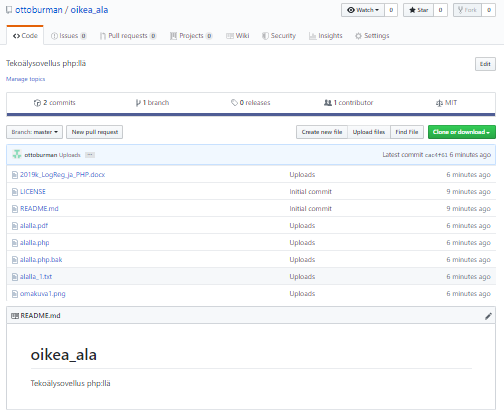 ottoburman / oikea_ala
Watch 0 Star 0 Fork 0
Code Issues 0 Pull requests 0 Projects 0 Wiki Security Insights Settings
Tekoälysovellus php:llä Edit
Manage topics
2 commits 1 branch 0 releases 1 contributor MIT
Branch: master New pull request Create new file Upload files Find File Clone or download
ottoburman Uploads ... Latest commit 6 minutes ago
2019k_LogReg.ja_PHP.docx Uploads 6 minutes ago
LICENSE Initial commit 9 minutes ago
README.md Initial commit 9 minutes ago
alalla.pdf Uploads 6 minutes ago
alalla.php Uploads 6 minutes ago
alalla.php.bak Uploads 6 minutes ago
alalla_1.txt Uploads 6 minutes ago
omakuva1.png Uploads 6 minutes ago
README.md
oikea_ala
Tekoälysovellus php:llä